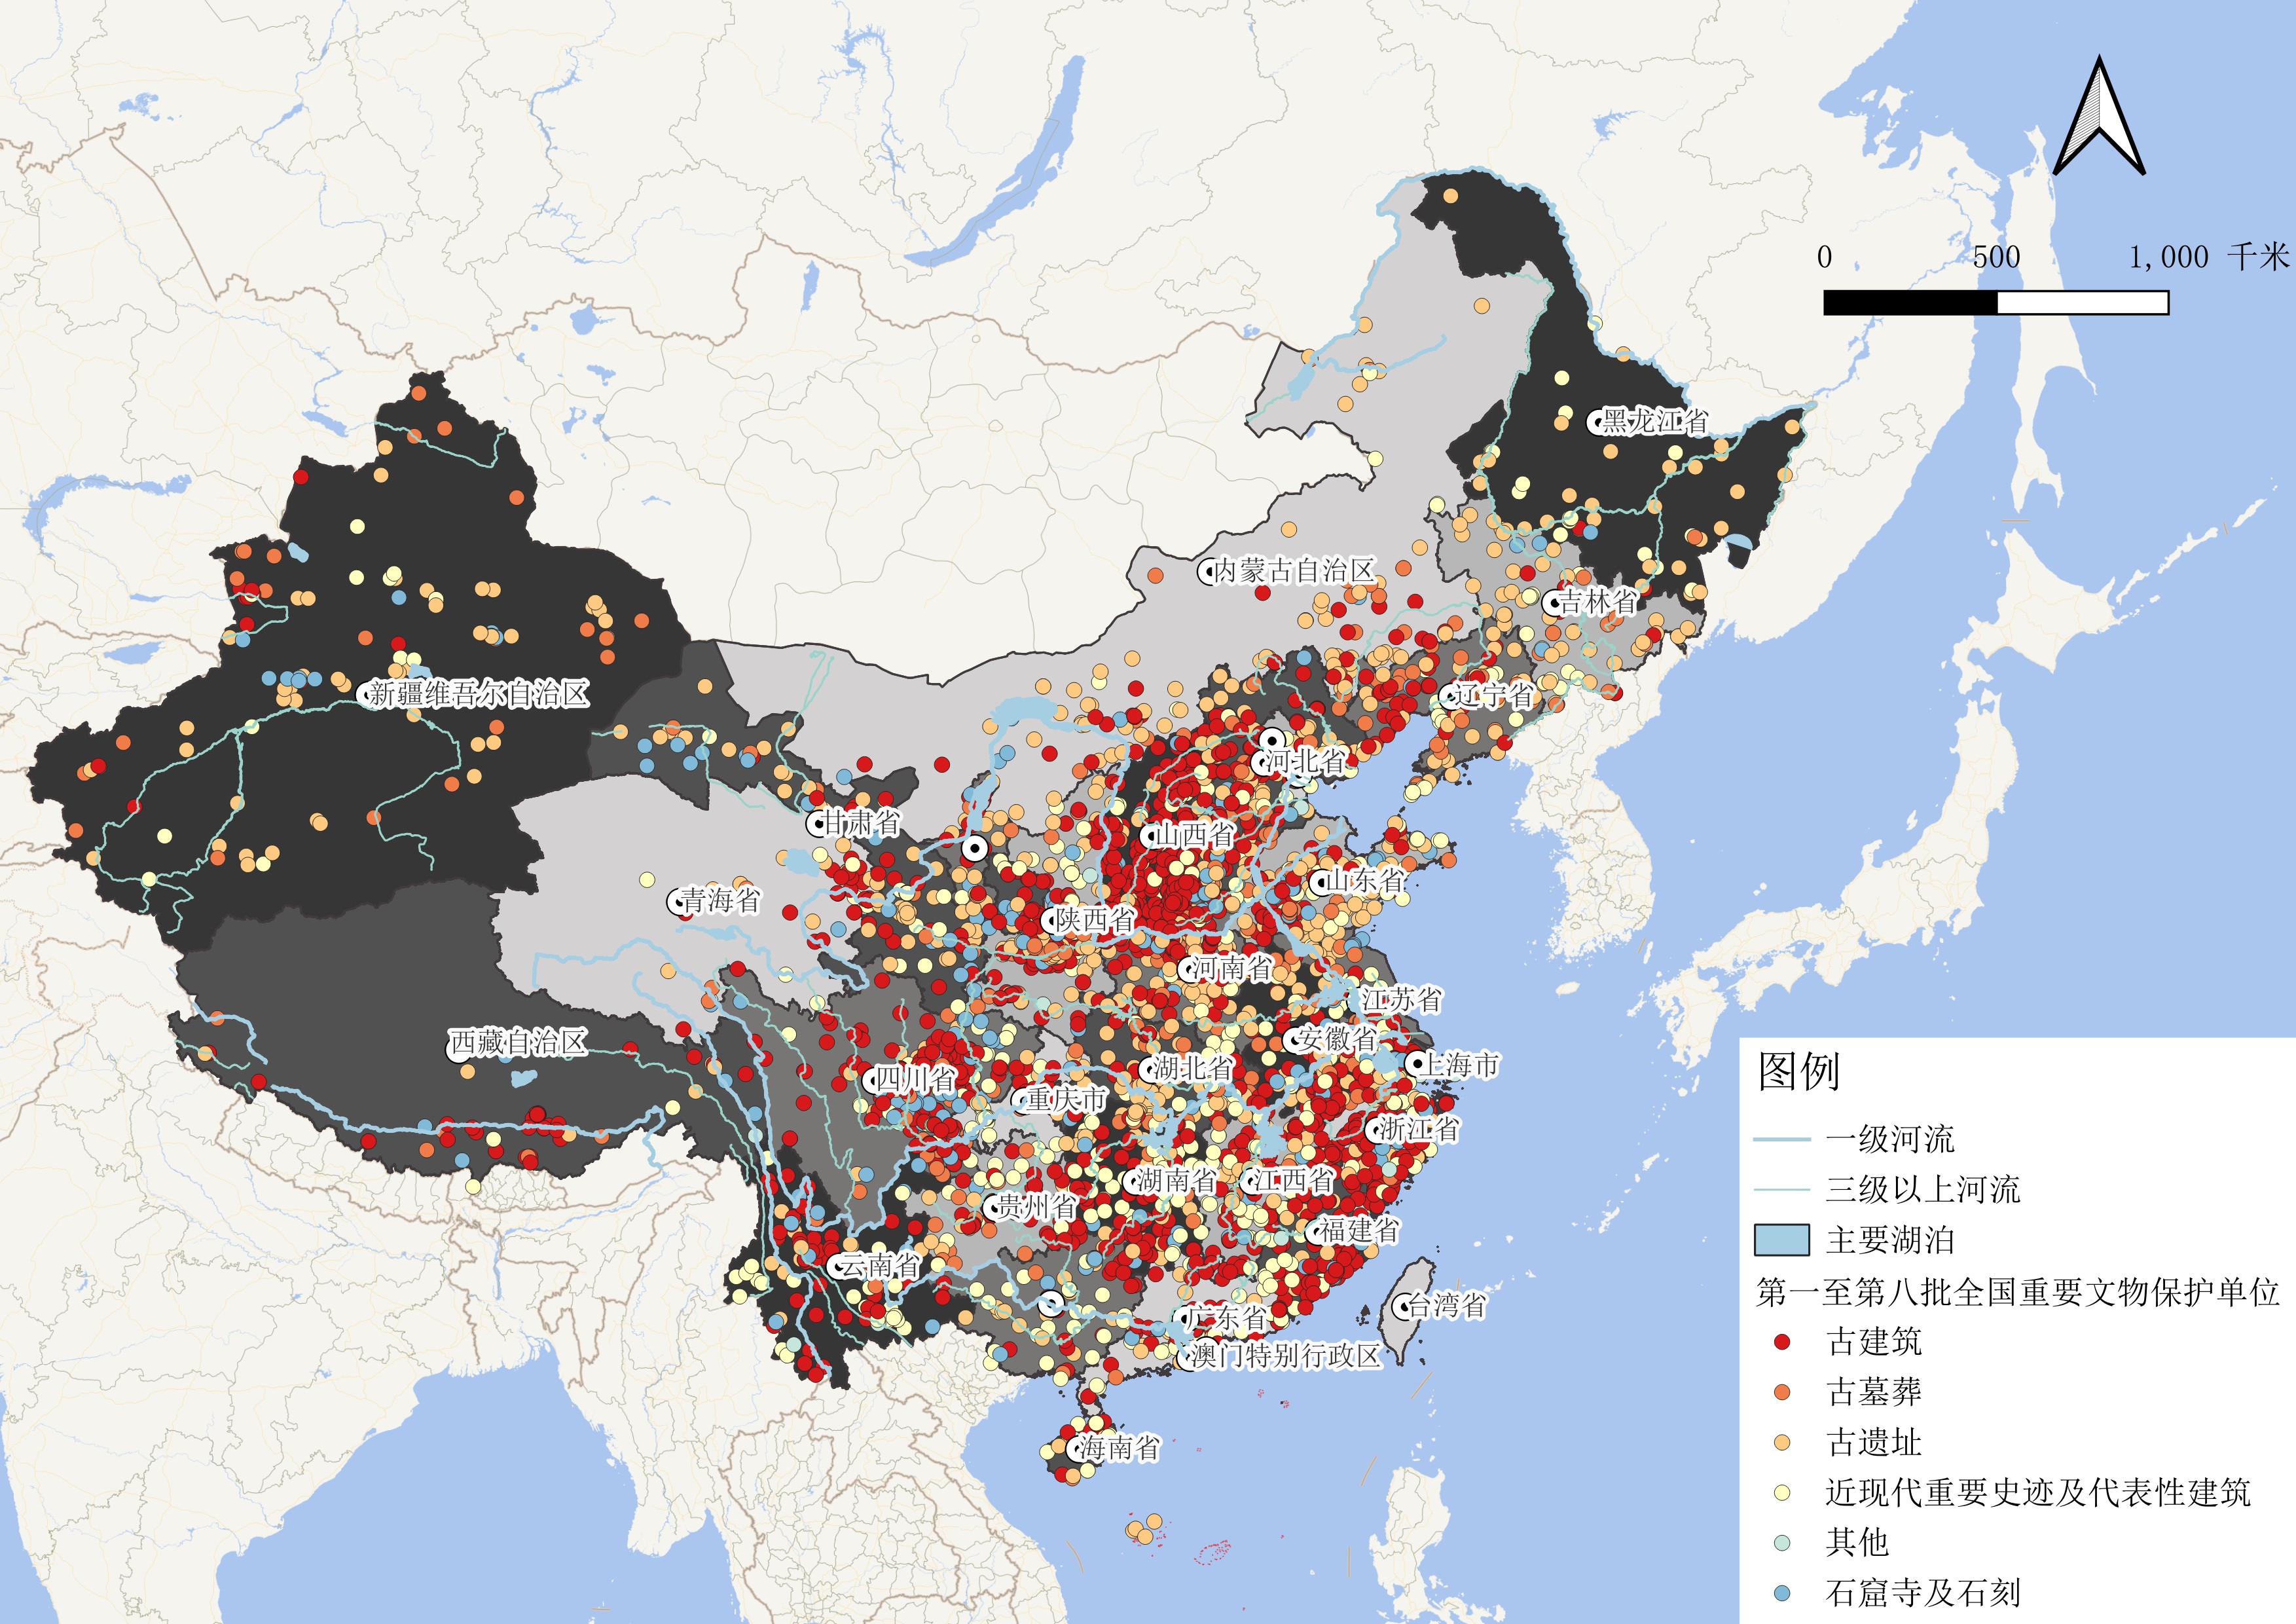 0 500 1,000 千米
黑龙江省
内蒙古自治区
吉林省
新疆维吾尔自治区
辽宁省
河北省
甘肃省
山西省
山东省
青海省
陕西省
河南省
江苏省
西藏自治区
安徽省
上海市
湖北省
四川省
重庆市
浙江省
湖南省
江西省
贵州省
福建省
云南省
台湾省
广东省
澳门特别行政区
海南省
图例
一级河流
三级以上河流
主要湖泊
第一至第八批全国重要文物保护单位
古建筑
古墓葬
古遗址
近现代重要史迹及代表性建筑
其他
石窟寺及石刻